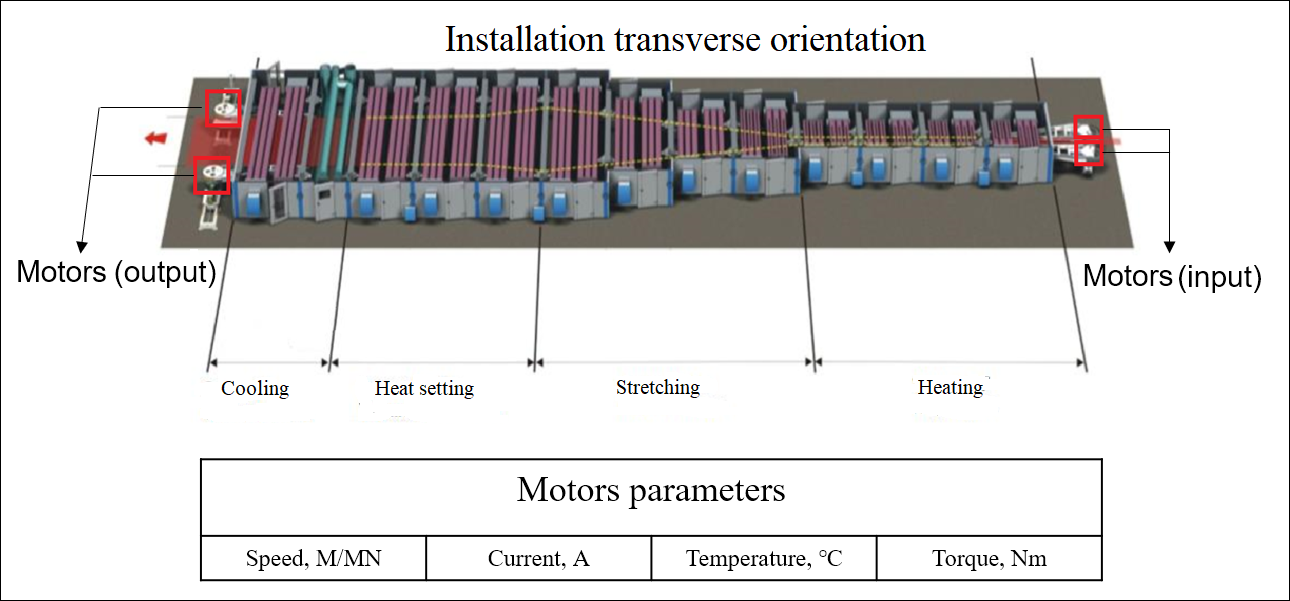 Installation transverse orientation
Motors (output)
Motors (input)
Cooling
Heat setting
Stretching
Heating
Motors parameters
Speed, M/MN
Current, A
Temperature, °C
Torque, Nm